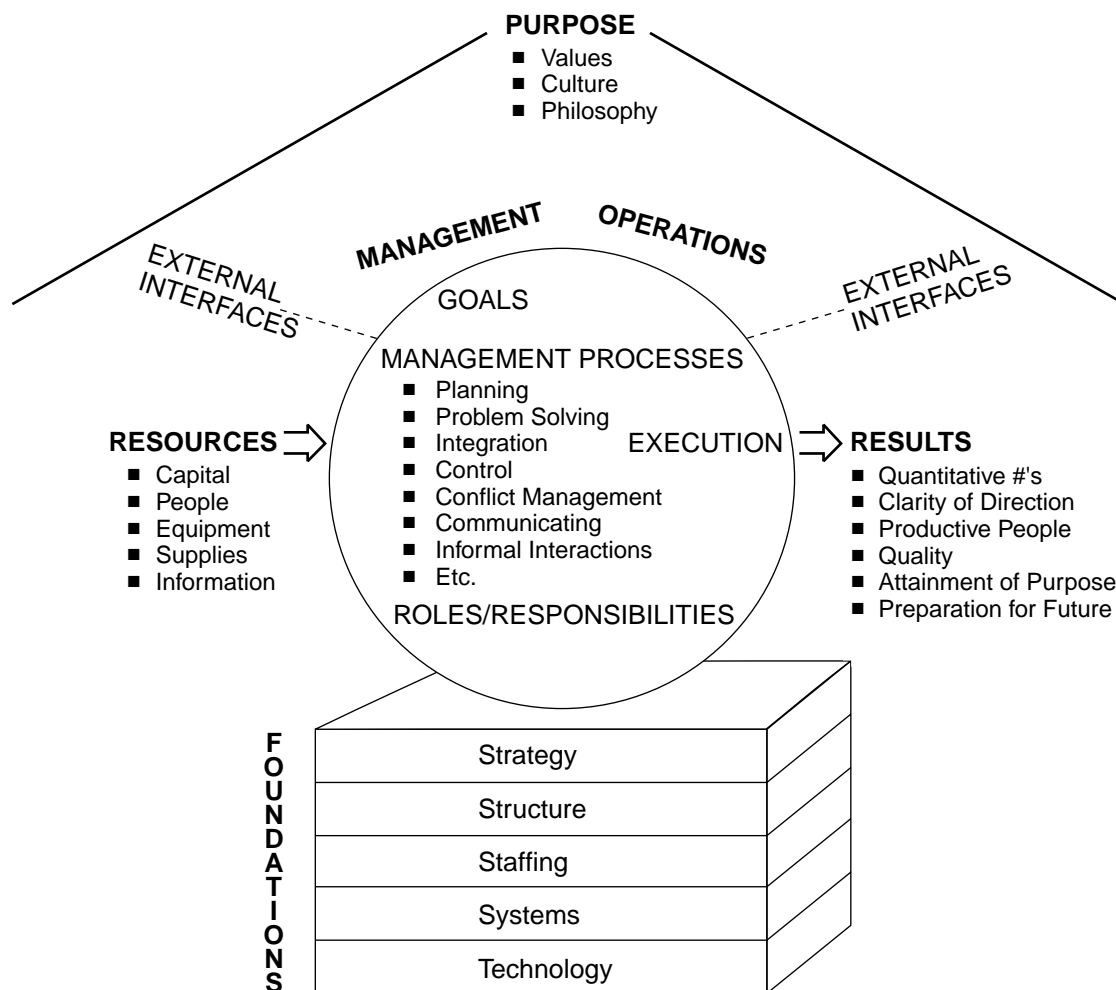 PURPOSE
■ Values
■ Culture
■ Philosophy
MANAGEMENT
OPERATIONS
EXTERNAL
INTERFACES
EXTERNAL
INTERFACES
GOALS
MANAGEMENT PROCESSES
■ Planning
■ Problem Solving
■ Integration
■ Control
■ Conflict Management
■ Communicating
■ Informal Interactions
■ Etc.
EXECUTION
ROLES/RESPONSIBILITIES
RESOURCES
■ Capital
■ People
■ Equipment
■ Supplies
■ Information
RESULTS
■ Quantitative #'s
■ Clarity of Direction
■ Productive People
■ Quality
■ Attainment of Purpose
■ Preparation for Future
FOUNDATIONS
Strategy
Structure
Staffing
Systems
Technology